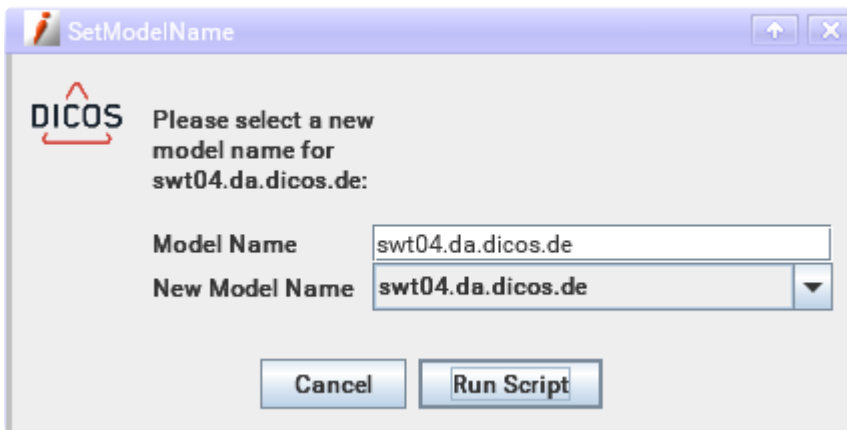 SetModelName
DICOS
Please select a new
model name for
swt04.da.dicos.de:
Model Name swt04.da.dicos.de
New Model Name swt04.da.dicos.de
Cancel Run Script